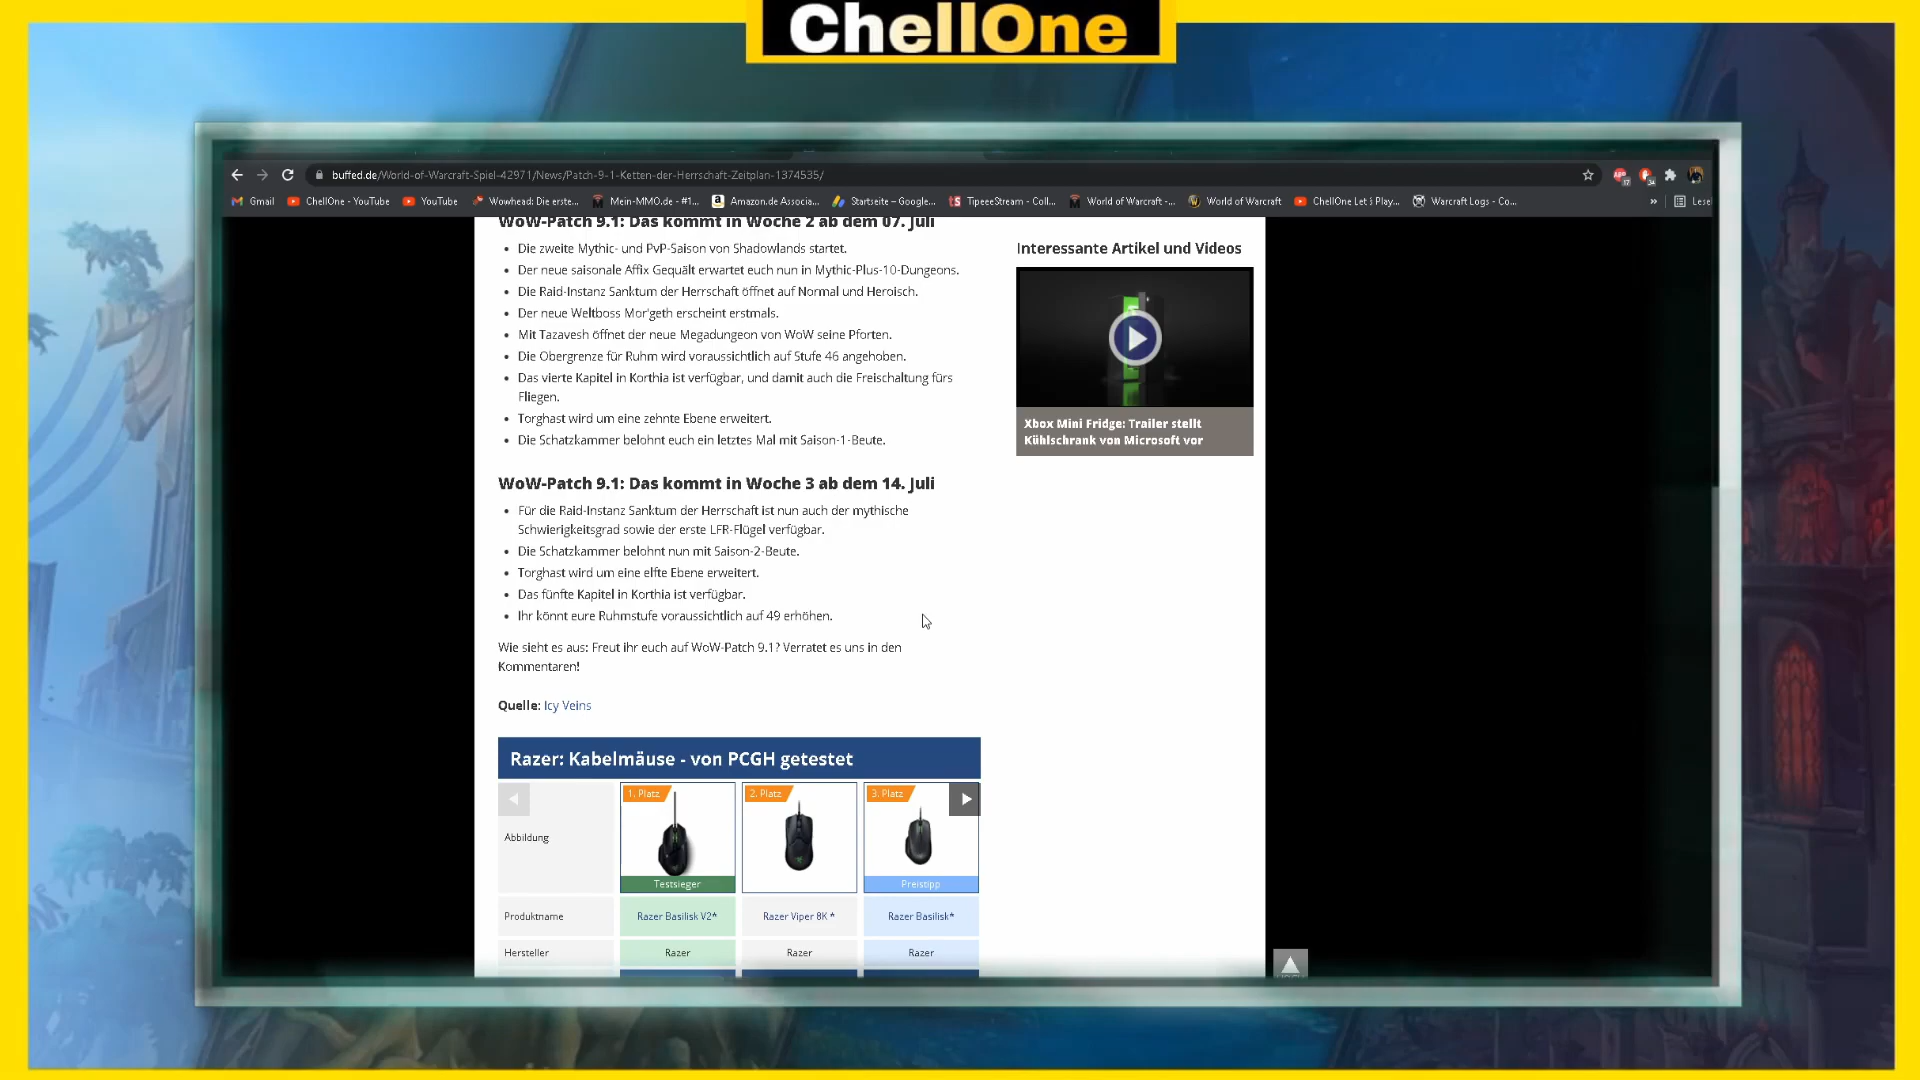 ChellOne
buffed.de/World-of-Warcraft-Spiel-42971/News/Patch-9-1-Ketten-der-Herrschaft-Zeitplan-1374535/
Gmail ChellOne - YouTube YouTube Wowhead: Die erste... Mein-MMO.de - #1... Amazon.de Associa... Startseite – Google... TipeeeStream - Coll... World of Warcraft -... World of Warcraft ChellOne Let´s Play... Warcraft Logs - Co... » Lese
WoW-Patch 9.1: Das kommt in Woche 2 ab dem 07. Juli
• Die zweite Mythic- und PvP-Saison von Shadowlands startet.
• Der neue saisonale Affix Gequält erwartet euch nun in Mythic-Plus-10-Dungeons.
• Die Raid-Instanz Sanktum der Herrschaft öffnet auf Normal und Heroisch.
• Der neue Weltboss Mor'geth erscheint erstmals.
• Mit Tazavesh öffnet der neue Megadungeon von WoW seine Pforten.
• Die Obergrenze für Ruhm wird voraussichtlich auf Stufe 46 angehoben.
• Das vierte Kapitel in Korthia ist verfügbar, und damit auch die Freischaltung fürs
Fliegen.
• Torghast wird um eine zehnte Ebene erweitert.
• Die Schatzkammer belohnt euch ein letztes Mal mit Saison-1-Beute.
Interessante Artikel und Videos
Xbox Mini Fridge: Trailer stellt
Kühlschrank von Microsoft vor
WoW-Patch 9.1: Das kommt in Woche 3 ab dem 14. Juli
• Für die Raid-Instanz Sanktum der Herrschaft ist nun auch der mythische
Schwierigkeitsgrad sowie der erste LFR-Flügel verfügbar.
• Die Schatzkammer belohnt nun mit Saison-2-Beute.
• Torghast wird um eine elfte Ebene erweitert.
• Das fünfte Kapitel in Korthia ist verfügbar.
• Ihr könnt eure Ruhmstufe voraussichtlich auf 49 erhöhen.
Wie sieht es aus: Freut ihr euch auf WoW-Patch 9.1? Verratet es uns in den
Kommentaren!
Quelle: Icy Veins
Razer: Kabelmäuse - von PCGH getestet
1. Platz 2. Platz 3. Platz
Abbildung
Testsieger Preistipp
Produktname Razer Basilisk V2* Razer Viper 8K * Razer Basilisk*
Hersteller Razer Razer Razer